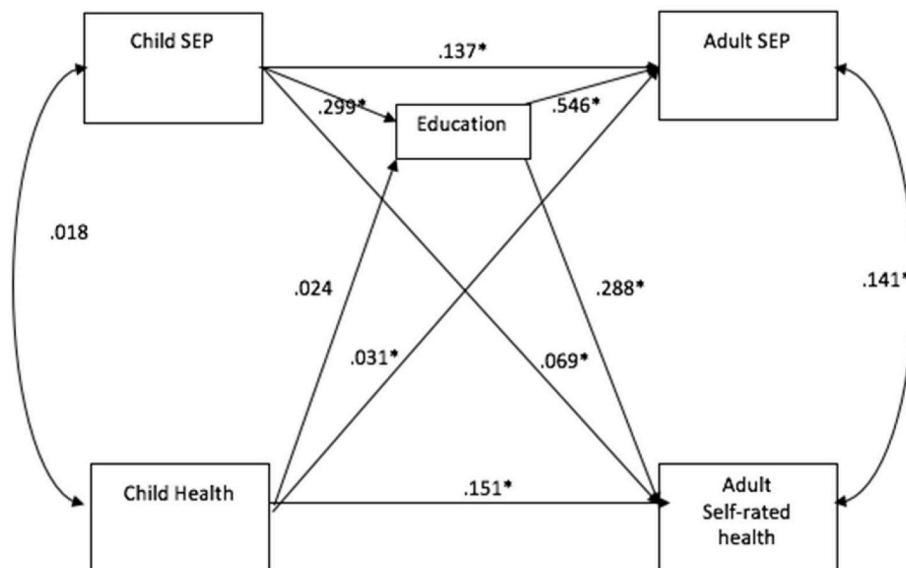 Child SEP
Adult SEP
.137*
.299*
Education
.546*
.018
.024
.288*
.141*
.031*
.069*
Child Health
.151*
Adult
Self-rated
health